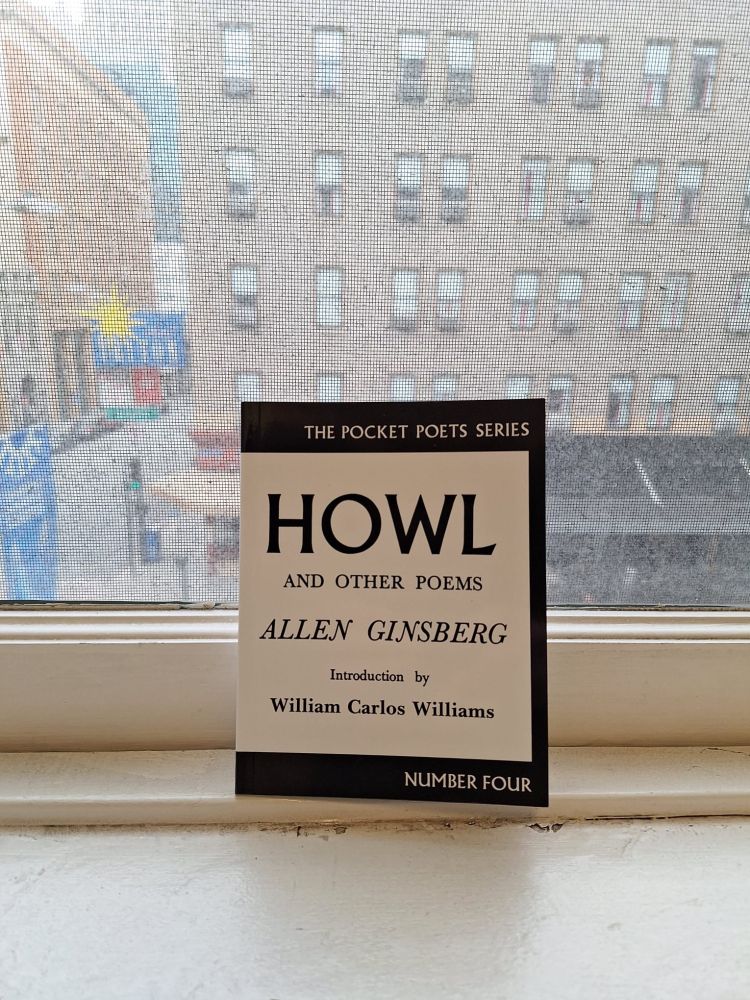 THE POCKET POETS SERIES
HOWL
AND OTHER POEMS
ALLEN GINSBERG
Introduction by
William Carlos Williams
NUMBER FOUR